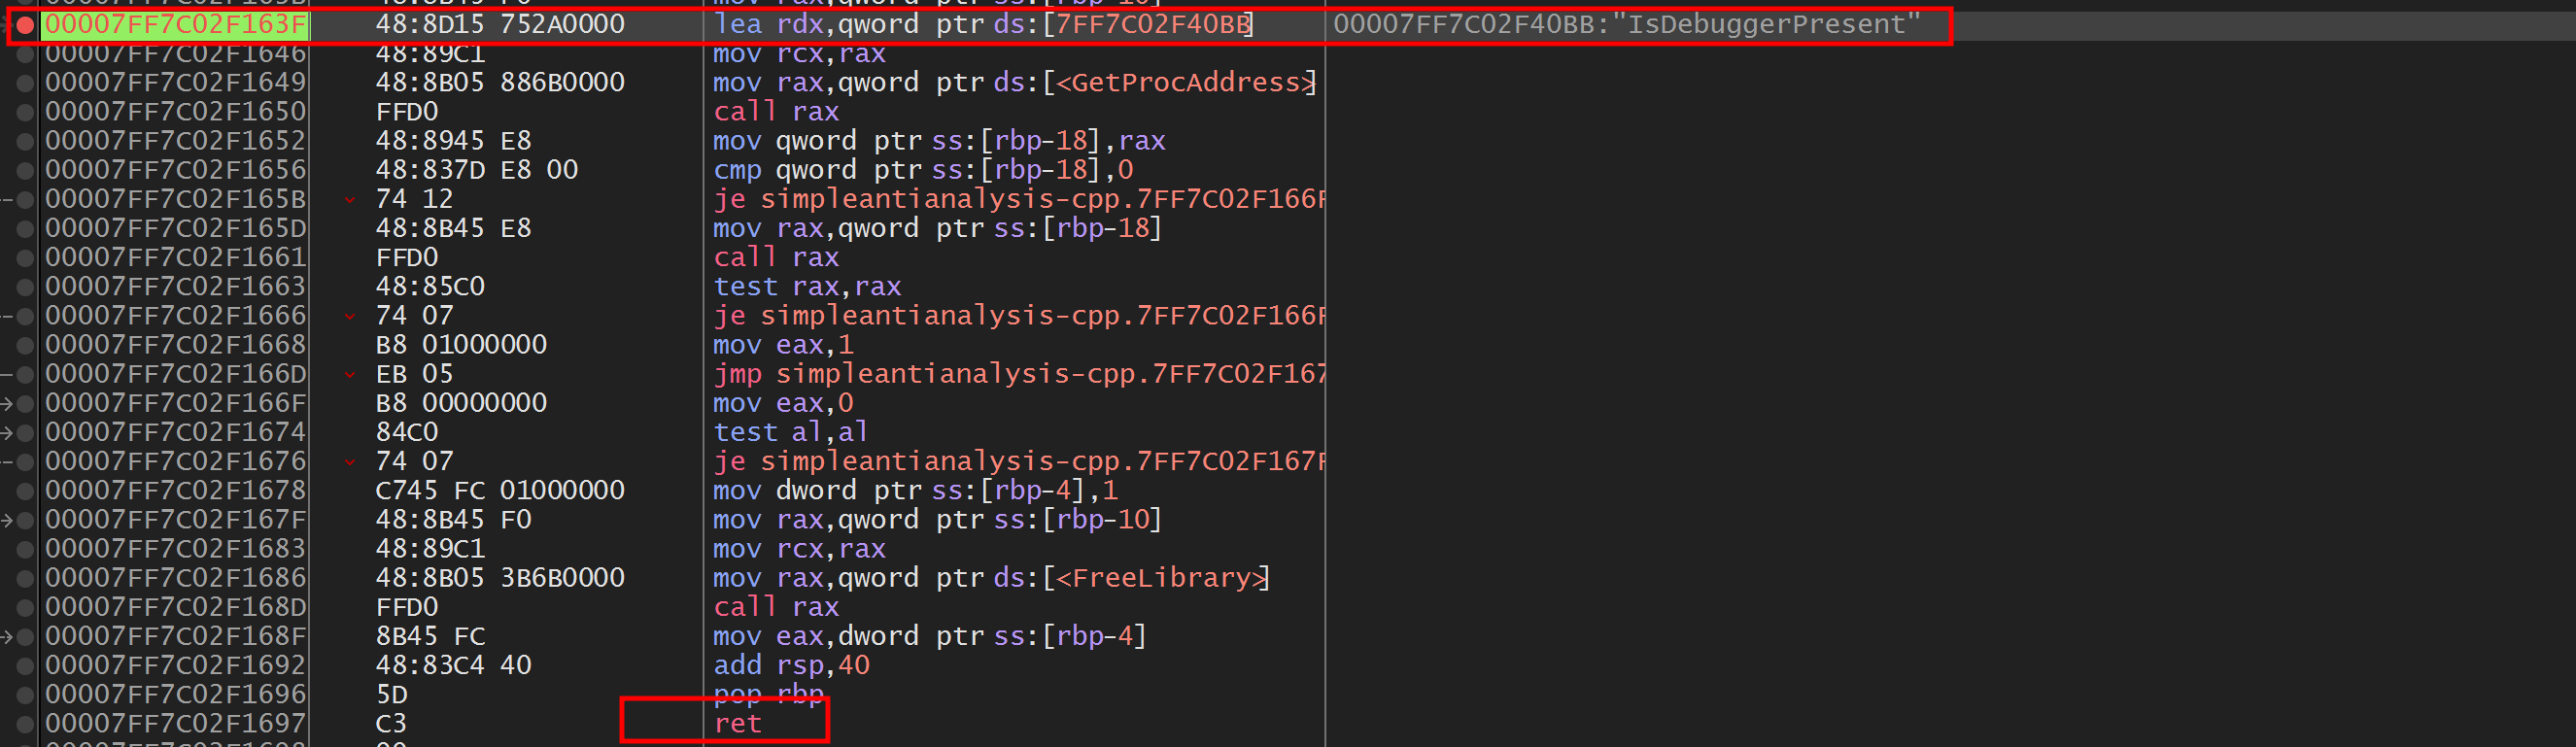 00007FF7C02F163F 48:8D15 752A0000 lea rdx,qword ptr ds:[7FF7C02F40BB] 00007FF7C02F40BB:"IsDebuggerPresent"
00007FF7C02F1646 48:89C1 mov rcx,rax
00007FF7C02F1649 48:8B05 886B0000 mov rax,qword ptr ds:[<GetProcAddress>]
00007FF7C02F1650 FFD0 call rax
00007FF7C02F1652 48:8945 E8 mov qword ptr ss:[rbp-18],rax
00007FF7C02F1656 48:837D E8 00 cmp qword ptr ss:[rbp-18],0
00007FF7C02F165B 74 12 je simpleantianalysis-cpp.7FF7C02F166F
00007FF7C02F165D 48:8B45 E8 mov rax,qword ptr ss:[rbp-18]
00007FF7C02F1661 FFD0 call rax
00007FF7C02F1663 48:85C0 test rax,rax
00007FF7C02F1666 74 07 je simpleantianalysis-cpp.7FF7C02F166F
00007FF7C02F1668 B8 01000000 mov eax,1
00007FF7C02F166D EB 05 jmp simpleantianalysis-cpp.7FF7C02F167
00007FF7C02F166F B8 00000000 mov eax,0
00007FF7C02F1674 84C0 test al,al
00007FF7C02F1676 74 07 je simpleantianalysis-cpp.7FF7C02F167F
00007FF7C02F1678 C745 FC 01000000 mov dword ptr ss:[rbp-4],1
00007FF7C02F167F 48:8B45 F0 mov rax,qword ptr ss:[rbp-10]
00007FF7C02F1683 48:89C1 mov rcx,rax
00007FF7C02F1686 48:8B05 3B6B0000 mov rax,qword ptr ds:[<FreeLibrary>]
00007FF7C02F168D FFD0 call rax
00007FF7C02F168F 8B45 FC mov eax,dword ptr ss:[rbp-4]
00007FF7C02F1692 48:83C4 40 add rsp,40
00007FF7C02F1696 5D pop rbp
00007FF7C02F1697 C3 ret